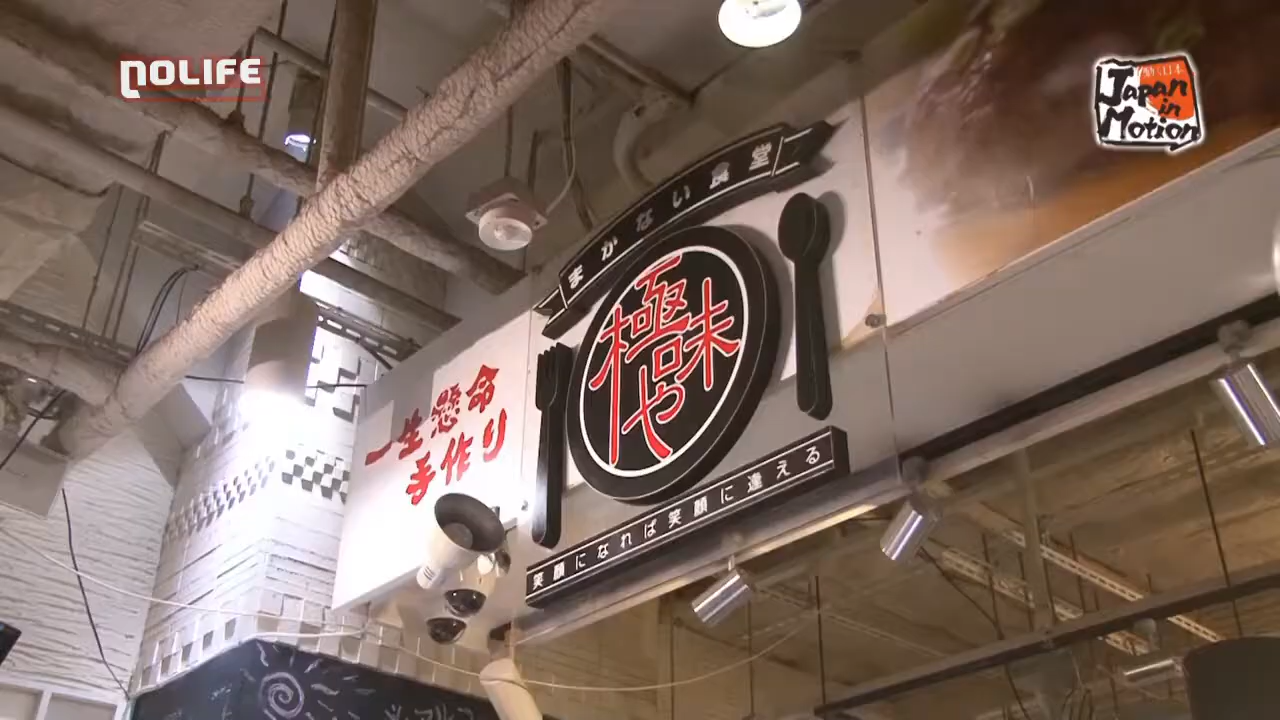 nOLIFE
Japan
in
Motion
まかない食堂
極味や
一生懸命
手作り
笑顔になれば笑顔に逢える